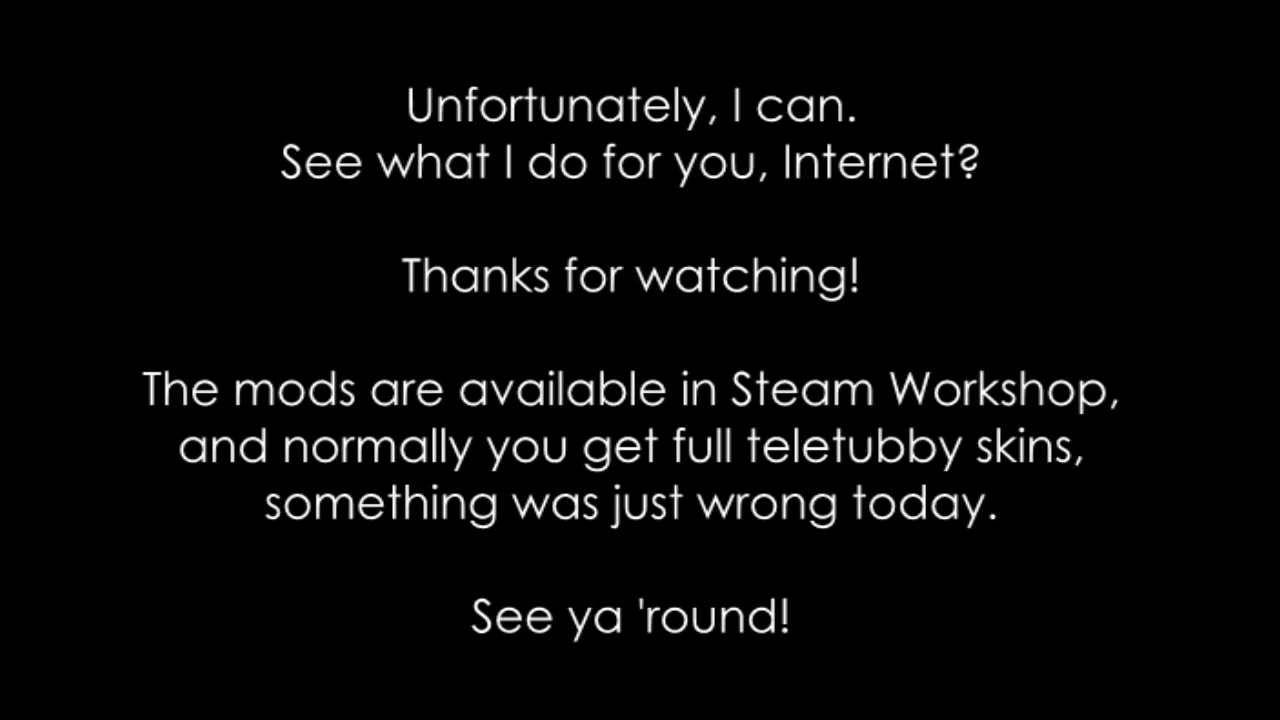 Unfortunately, I can.
See what I do for you, Internet?
Thanks for watching!
The mods are available in Steam Workshop,
and normally you get full teletubby skins,
something was just wrong today.
See ya 'round!